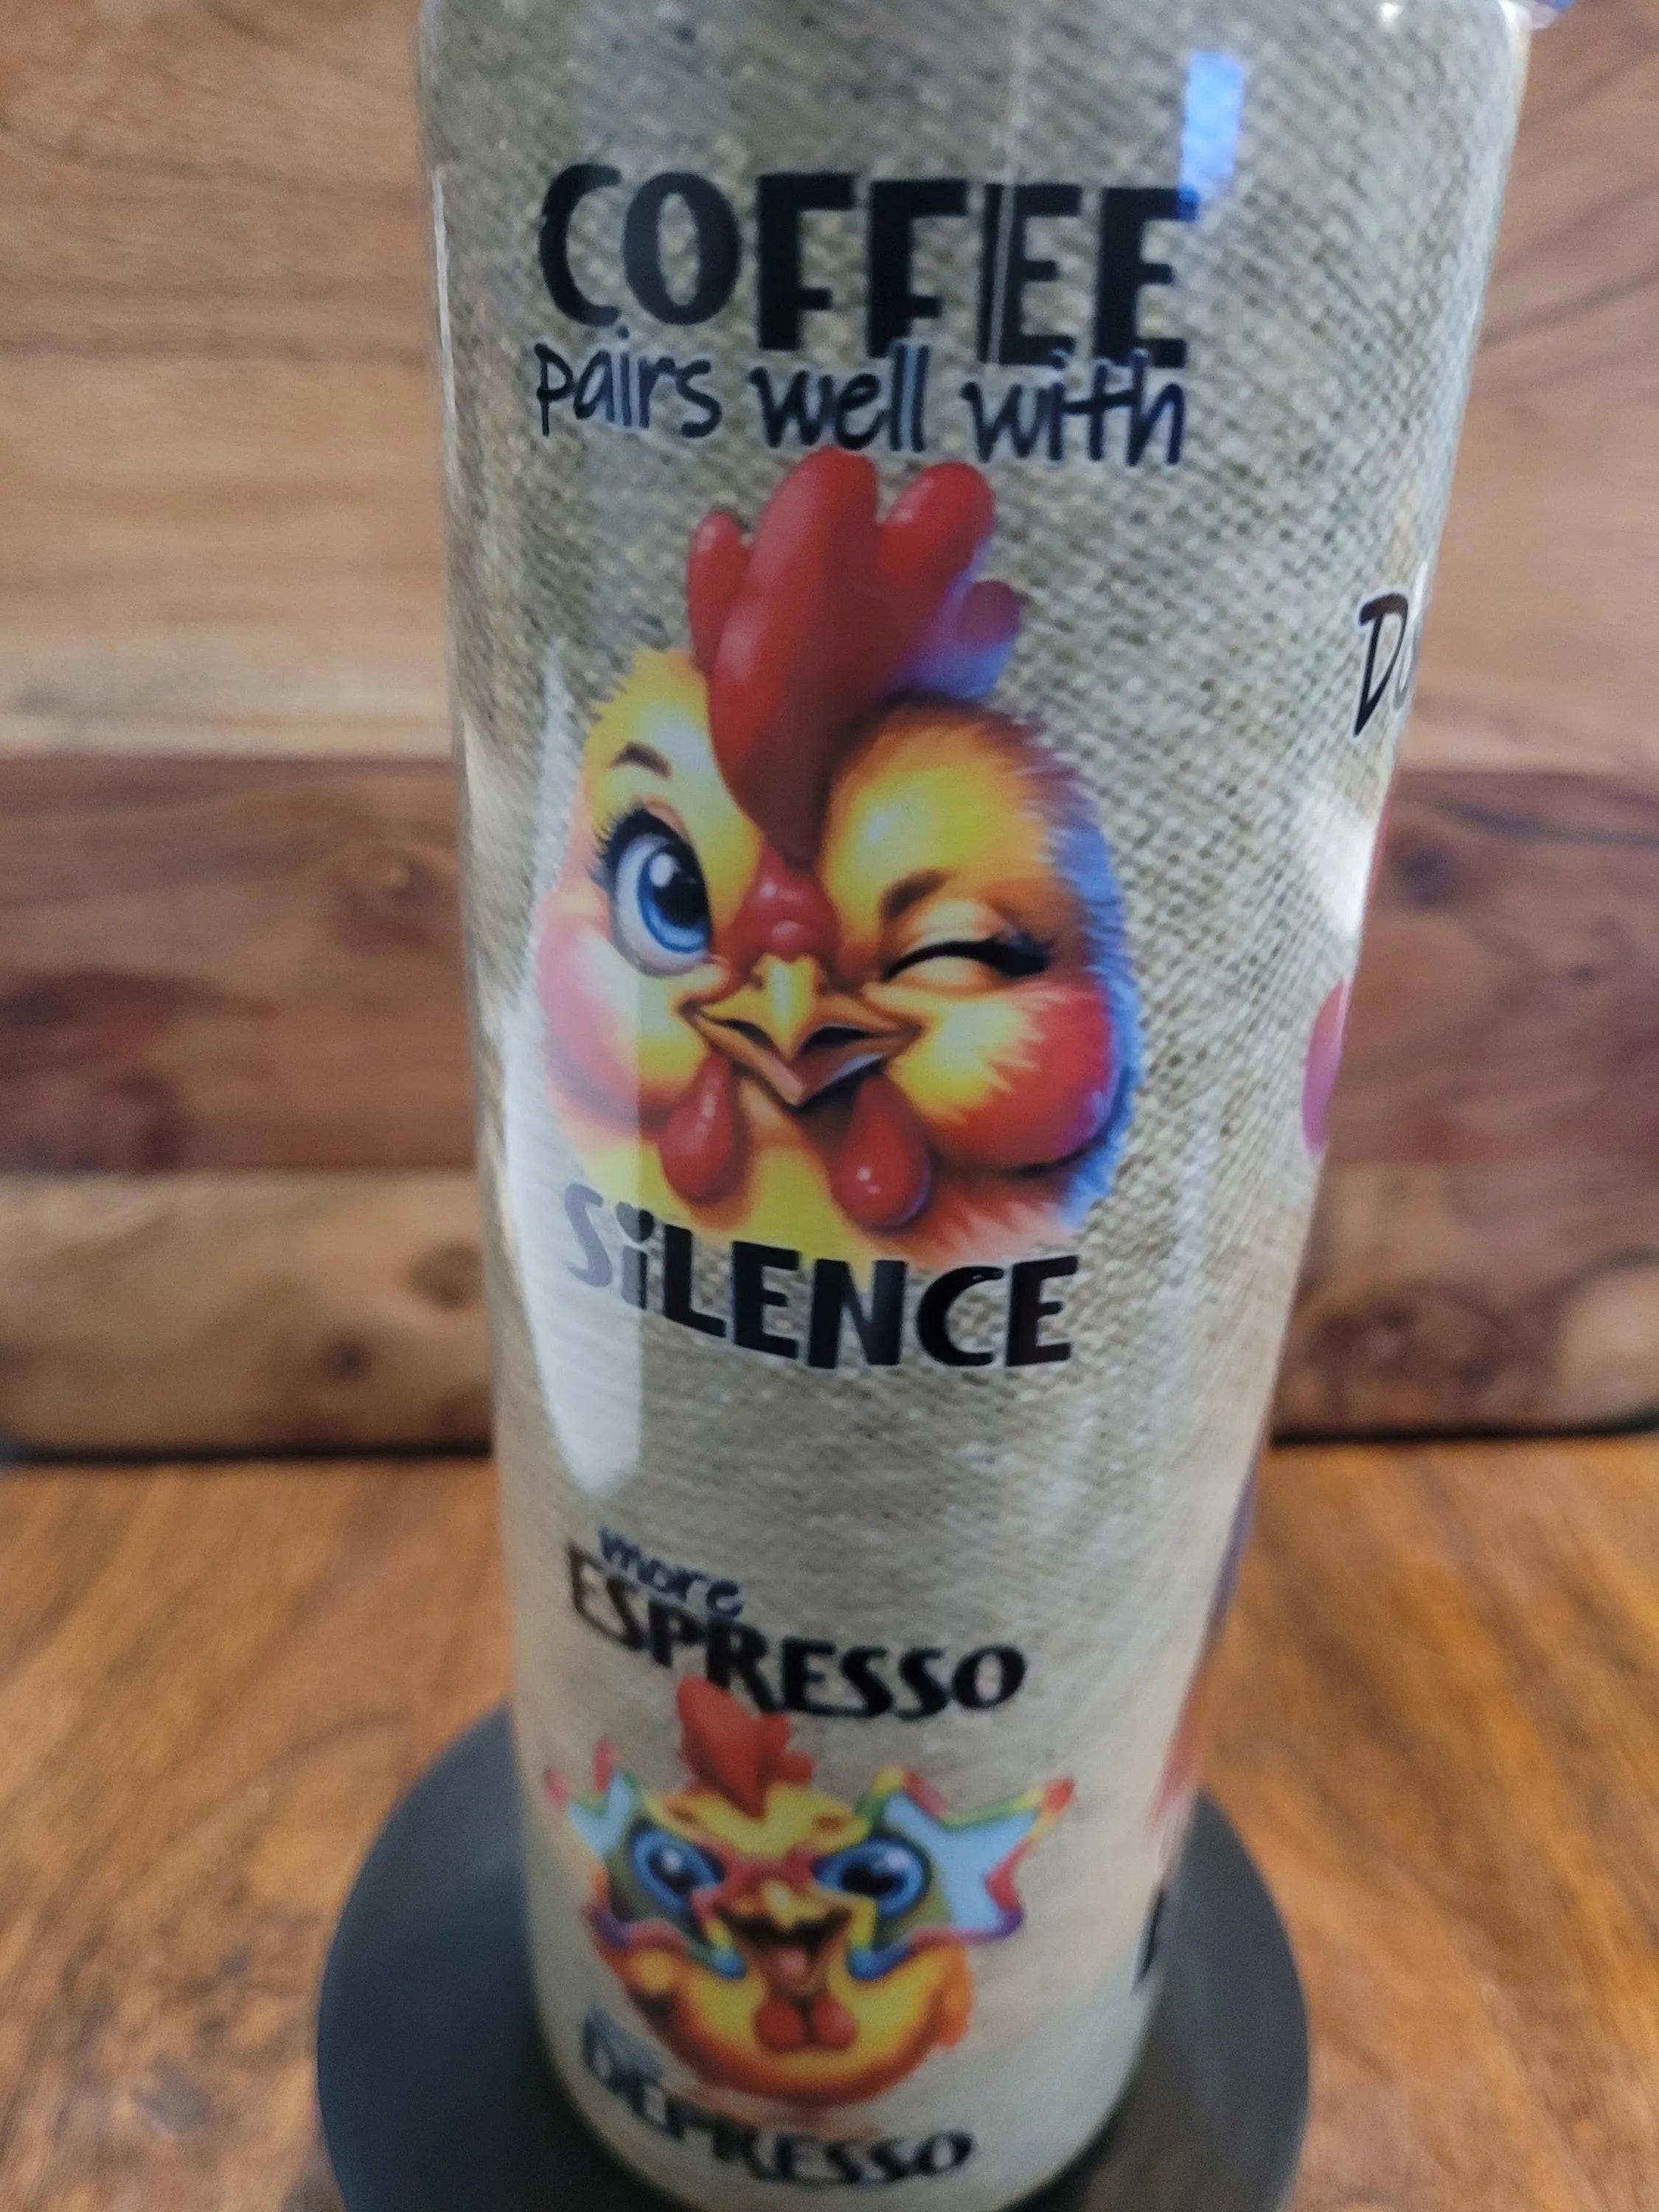 COFFEE
pairs well with
SiLENCE
more
ESPRESSO
DEPRESSO